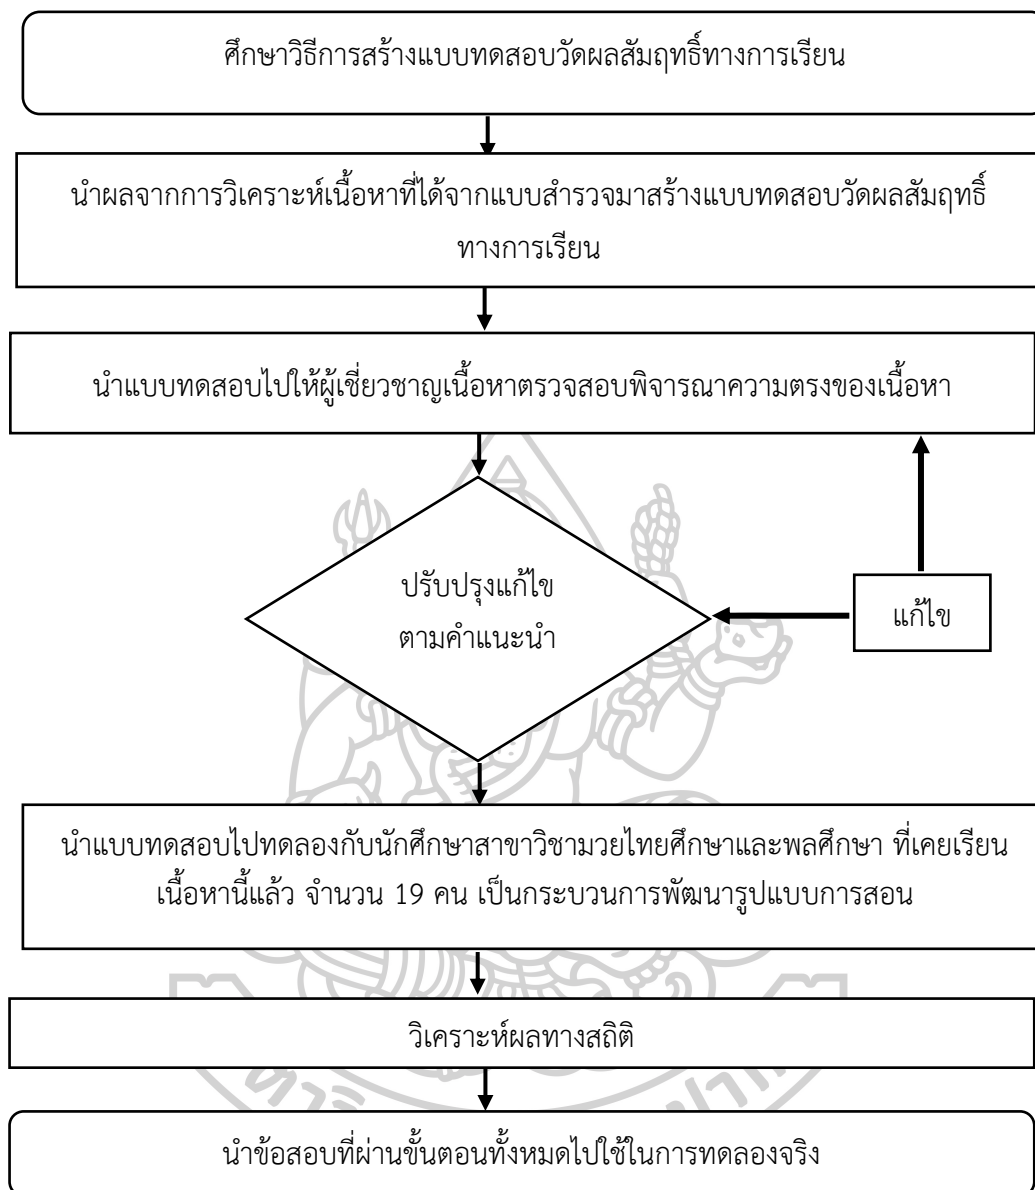 ศึกษาวิธีการสร้างแบบทดสอบวัดผลสัมฤทธิ์ทางการเรียน
นำผลจากการวิเคราะห์เนื้อหาที่ได้จากแบบสำรวจมาสร้างแบบทดสอบวัดผลสัมฤทธิ์
ทางการเรียน
นำแบบทดสอบไปให้ผู้เชี่ยวชาญเนื้อหาตรวจสอบพิจารณาความตรงของเนื้อหา
ปรับปรุงแก้ไข
ตามคำแนะนำ
แก้ไข
นำแบบทดสอบไปทดลองกับนักศึกษาสาขาวิชามวยไทยศึกษาและพลศึกษา ที่เคยเรียน
เนื้อหานี้แล้ว จำนวน 19 คน เป็นกระบวนการพัฒนารูปแบบการสอน
วิเคราะห์ผลทางสถิติ
นำข้อสอบที่ผ่านขั้นตอนทั้งหมดไปใช้ในการทดลองจริง